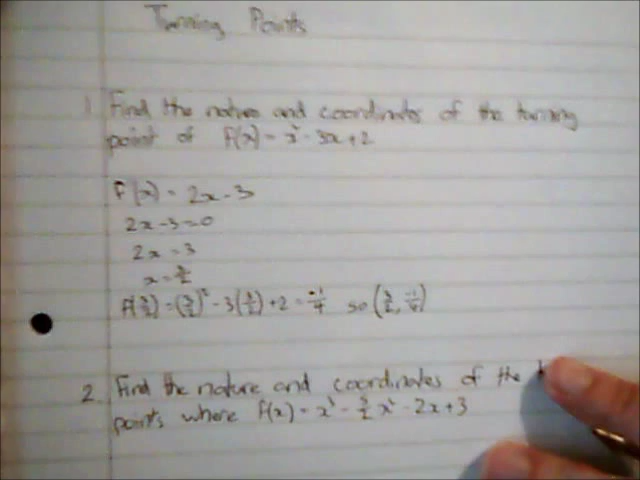 Turning Points
1 Find the nature and coordinates of the turning
point of f(x) = x² - 3x + 2
f'(x) = 2x - 3
2x - 3 = 0
2x = 3
x = 3/2
f(3/2) = (3/2)² - 3(3/2) + 2 = -1/4 so (3/2, -1/4)
2. Find the nature and coordinates of the
points where f(x) = x³ - x² - 2x + 3